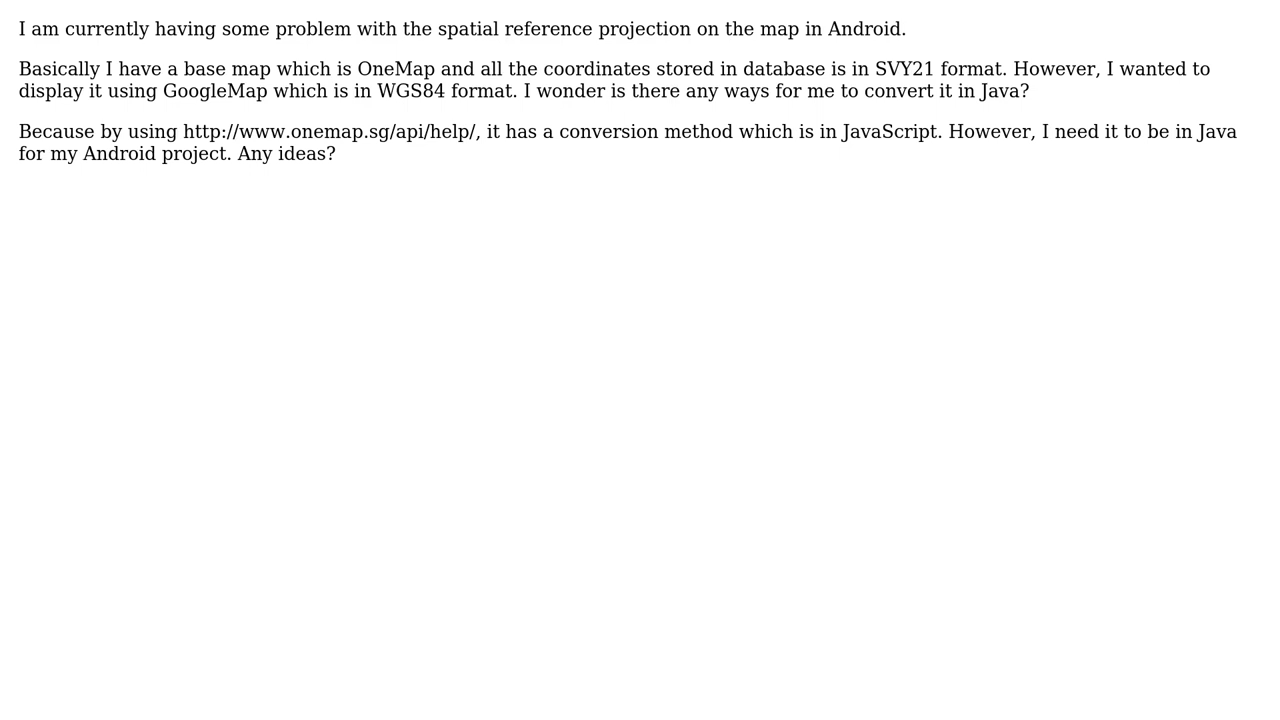 I am currently having some problem with the spatial reference projection on the map in Android.
Basically I have a base map which is OneMap and all the coordinates stored in database is in SVY21 format. However, I wanted to
display it using GoogleMap which is in WGS84 format. I wonder is there any ways for me to convert it in Java?
Because by using http://www.onemap.sg/api/help/, it has a conversion method which is in JavaScript. However, I need it to be in Java
for my Android project. Any ideas?